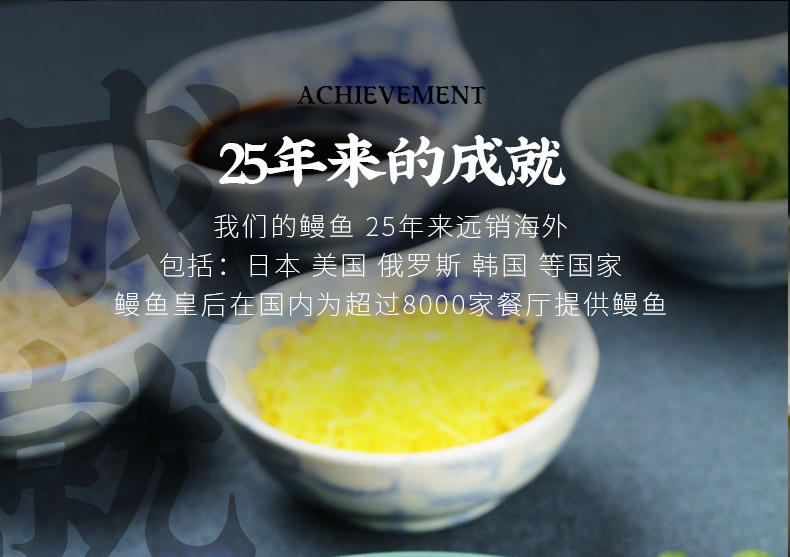 ACHIEVEMENT
25年来的成就
我们的鳗鱼 25年来远销海外
包括：日本 美国 俄罗斯 韩国 等国家
鳗鱼皇后在国内为超过8000家餐厅提供鳗鱼
成就